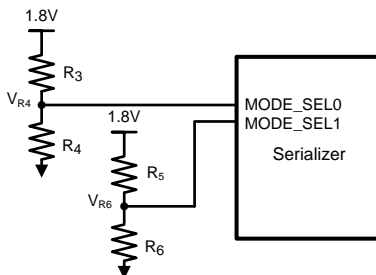 1.8V
R3
VR4
R4
MODE_SEL0
MODE_SEL1
Serializer
1.8V
R5
VR6
R6